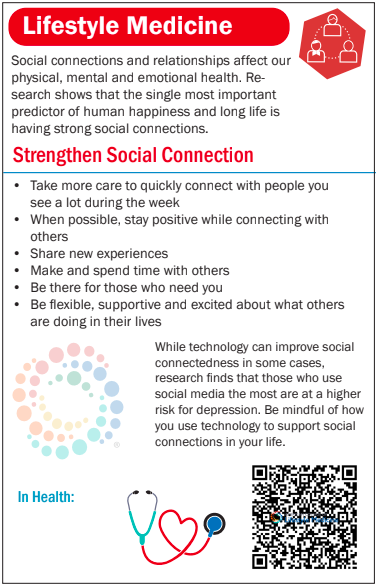 Lifestyle Medicine
Social connections and relationships affect our
physical, mental and emotional health. Re-
search shows that the single most important
predictor of human happiness and long life is
having strong social connections.
Strengthen Social Connection
• Take more care to quickly connect with people you
see a lot during the week
• When possible, stay positive while connecting with
others
• Share new experiences
• Make and spend time with others
• Be there for those who need you
• Be flexible, supportive and excited about what others
are doing in their lives
While technology can improve social
connectedness in some cases,
research finds that those who use
social media the most are at a higher
risk for depression. Be mindful of how
you use technology to support social
connections in your life.
In Health: